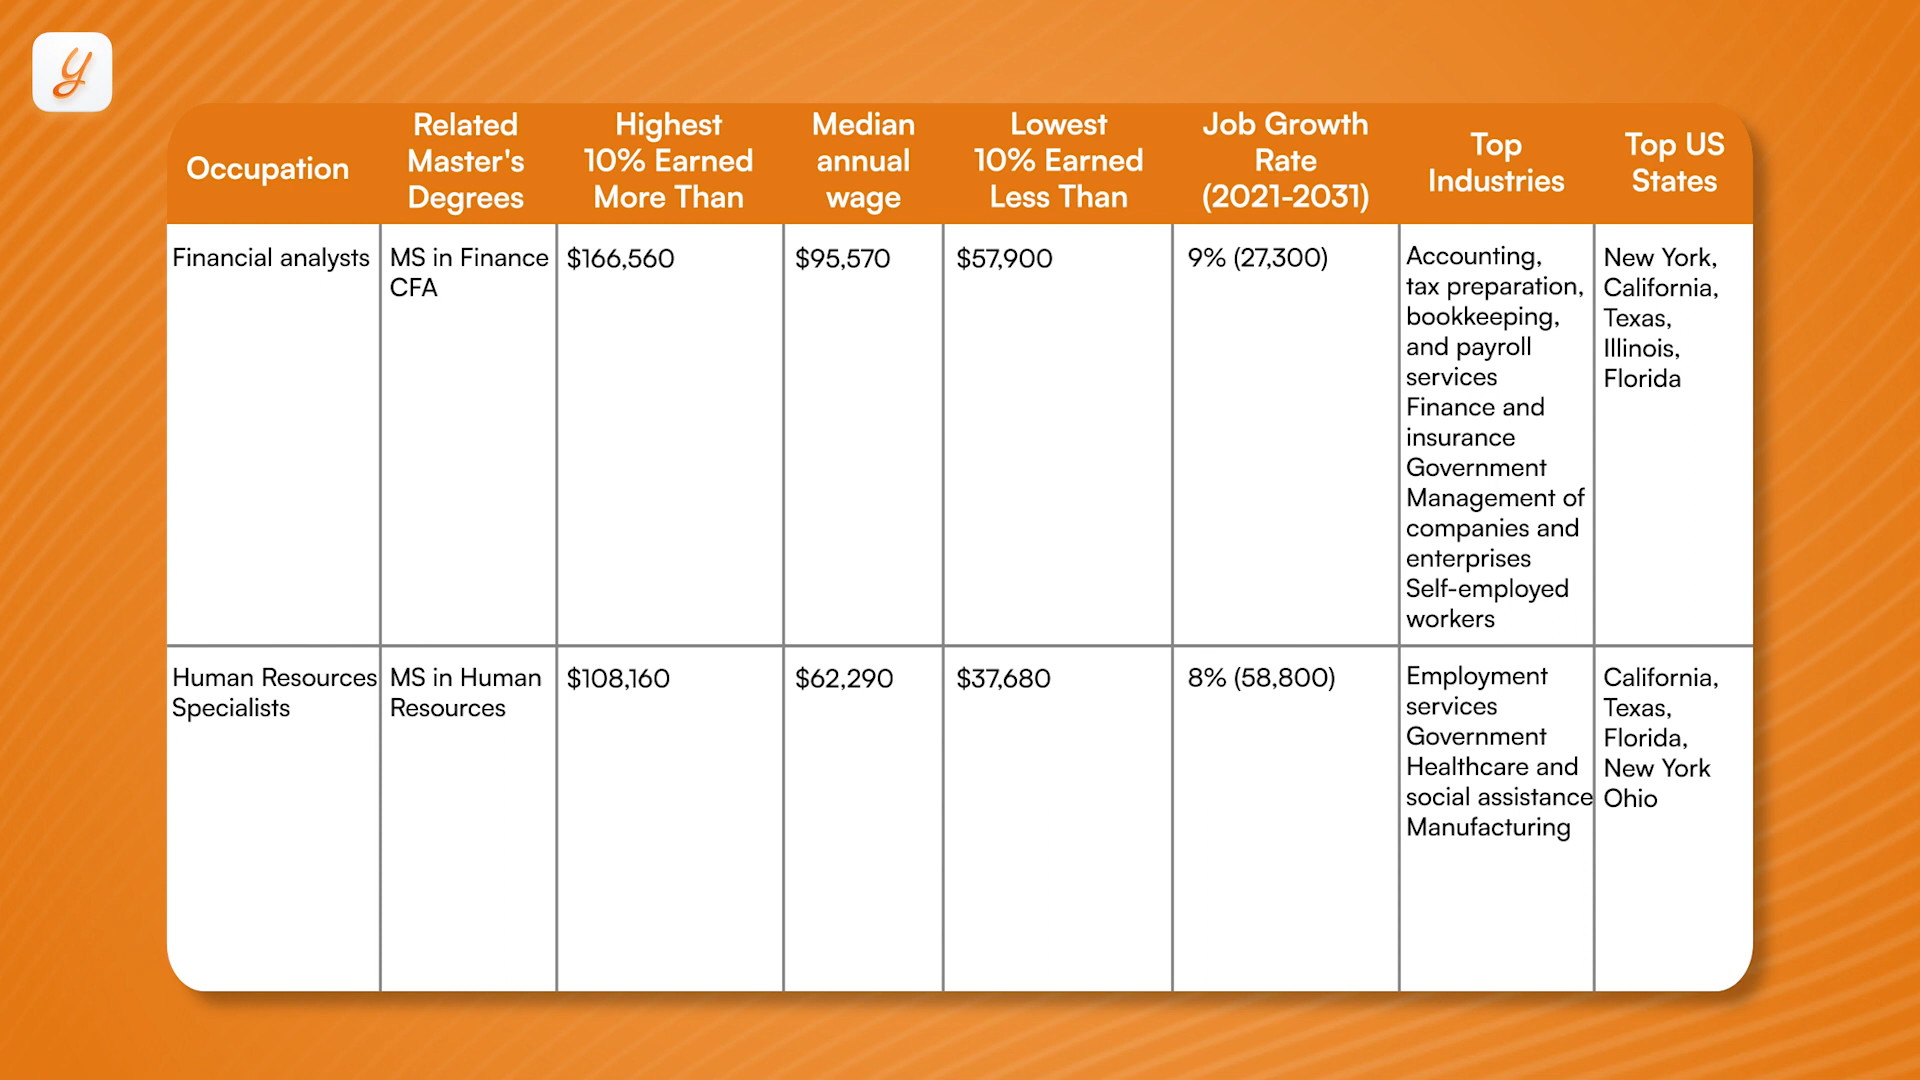 y
Occupation
Related
Master's
Degrees
Highest
10% Earned
More Than
Median
annual
wage
Lowest
10% Earned
Less Than
Job Growth
Rate
(2021-2031)
Top
Industries
Top US
States
Financial analysts
MS in Finance
CFA
$166,560
$95,570
$57,900
9% (27,300)
Accounting,
tax preparation,
bookkeeping,
and payroll
services
Finance and
insurance
Government
Management of
companies and
enterprises
Self-employed
workers
New York,
California,
Texas,
Illinois,
Florida
Human Resources
Specialists
MS in Human
Resources
$108,160
$62,290
$37,680
8% (58,800)
Employment
services
Government
Healthcare and
social assistance
Manufacturing
California,
Texas,
Florida,
New York
Ohio